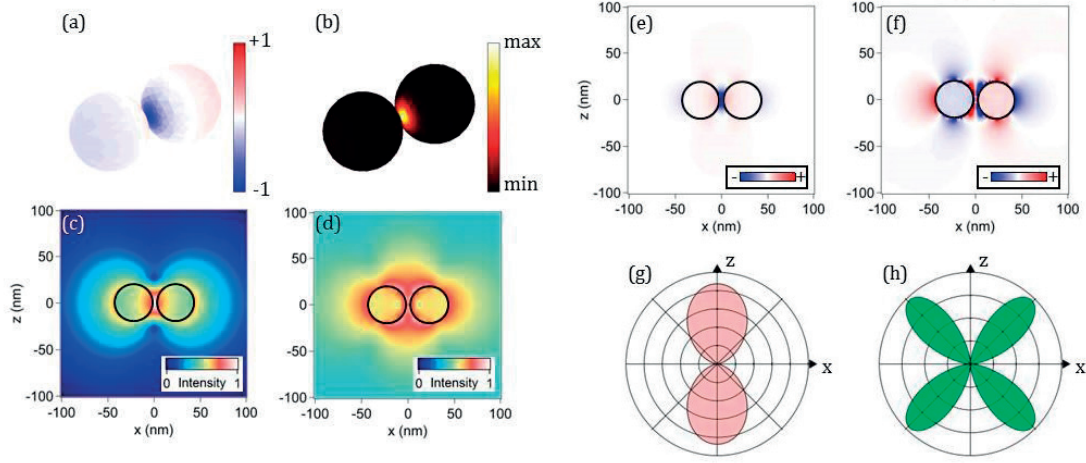 (a)
+1
-1
(b)
max
min
(c)
100
50
0
-50
-100
z (nm)
-100 -50 0 50 100
x (nm)
0 Intensity 1
(d)
100
50
0
-50
-100
-100 -50 0 50 100
x (nm)
0 Intensity 1
(e)
100
50
0
-50
-100
z (nm)
-100 -50 0 50 100
x (nm)
- +
(f)
100
50
0
-50
-100
-100 -50 0 50 100
x (nm)
- +
(g)
z
x
(h)
z
x